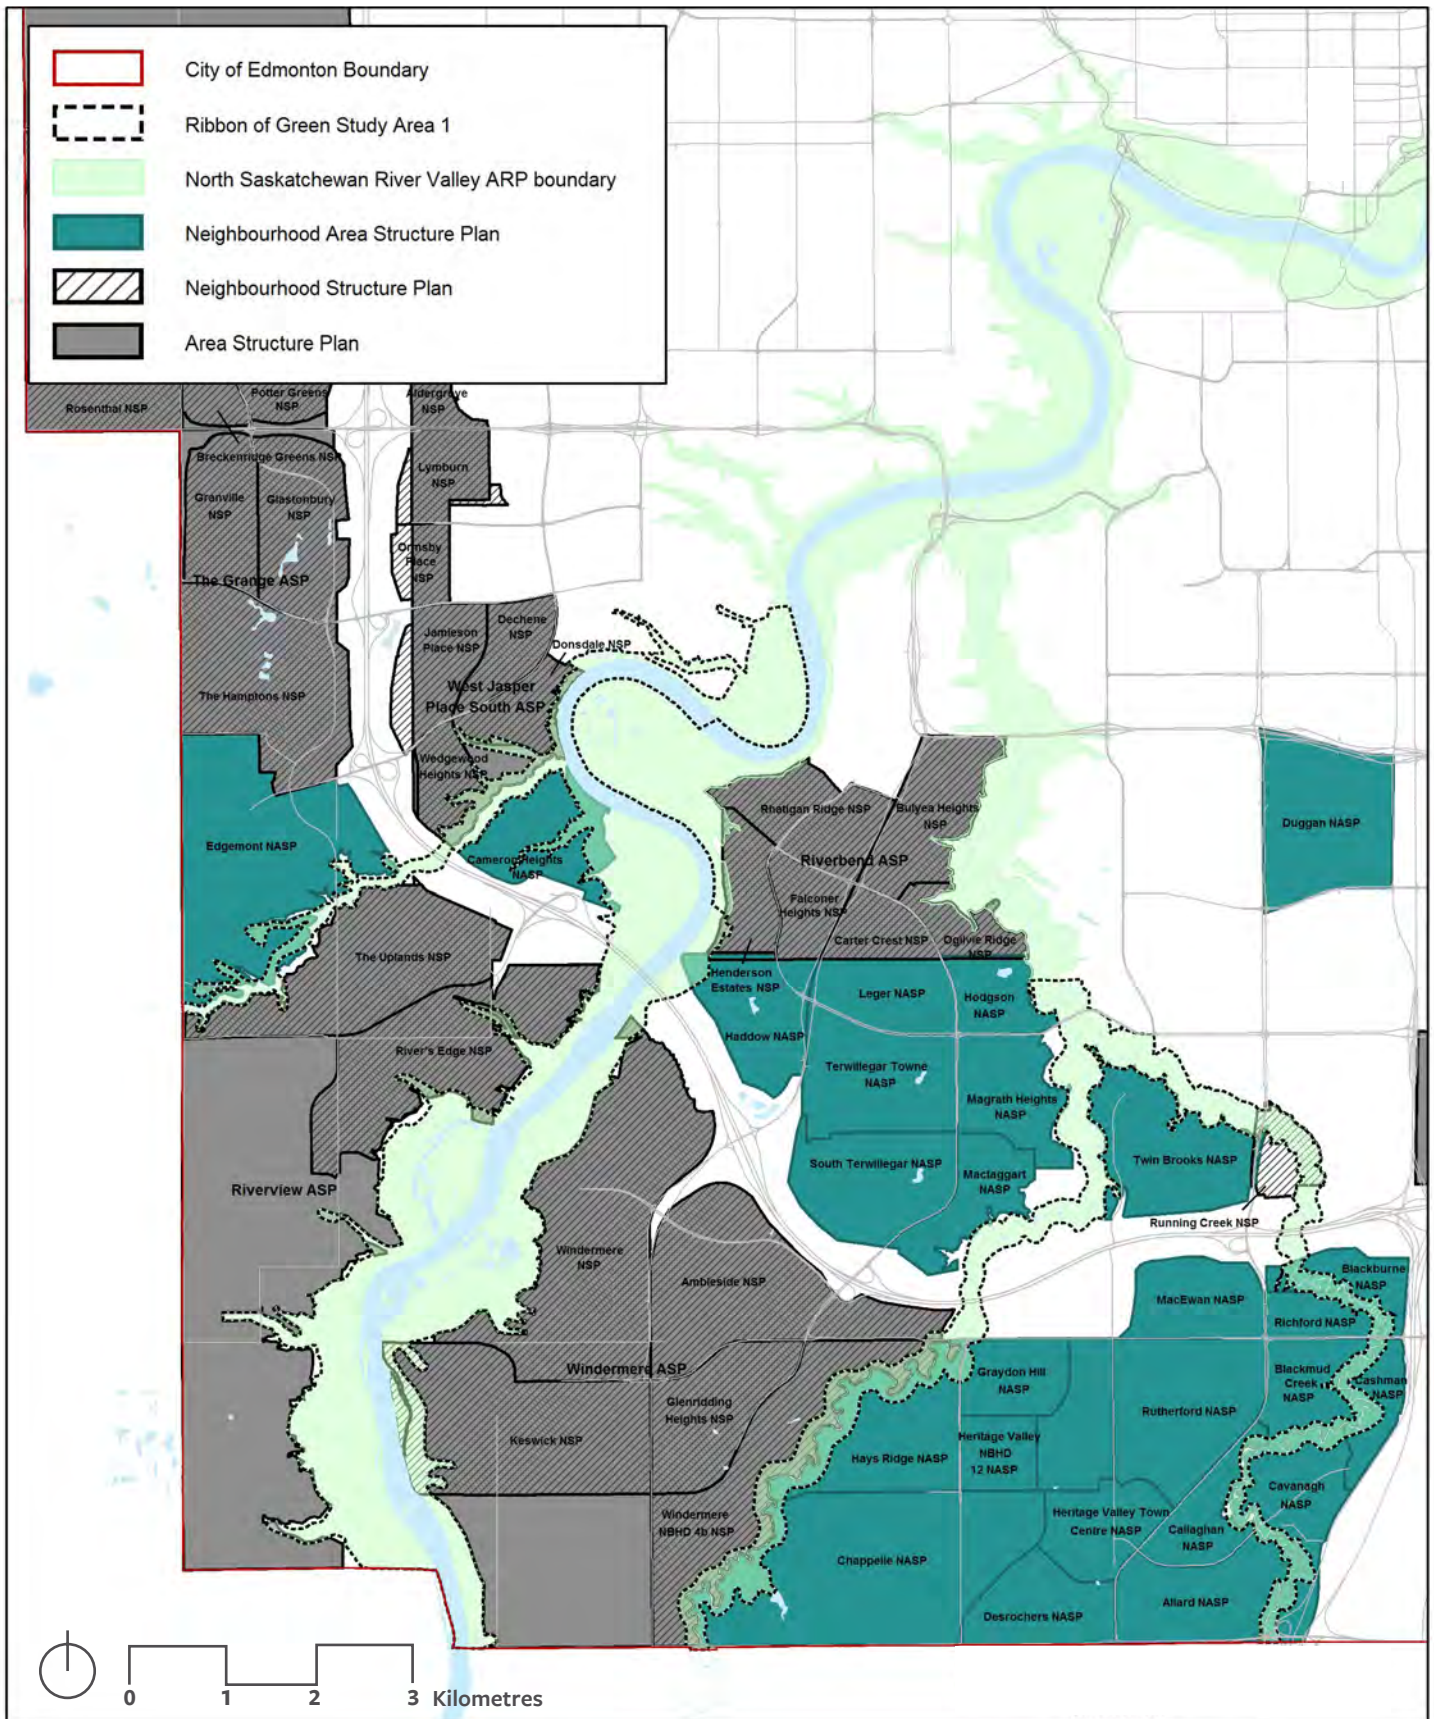 City of Edmonton Boundary
Ribbon of Green Study Area 1
North Saskatchewan River Valley ARP boundary
Neighbourhood Area Structure Plan
Neighbourhood Structure Plan
Area Structure Plan
Rosenthal NSP
Potter Greens
NSP
Aldergrove
NSP
Breckenridge Greens NSP
Lymburn
NSP
Granville
NSP
Glastonbury
NSP
Ormsby
Place
NSP
The Grange ASP
Dechene
NSP
Jamieson
Place NSP
Donsdale NSP
West Jasper
Place South ASP
The Hamptons NSP
Wedgewood
Heights NSP
Rhatigan Ridge NSP
Bulyea Heights
NSP
Duggan NASP
Edgemont NASP
Cameron Heights
NASP
Riverbend ASP
Falconer
Heights NSP
Carter Crest NSP
Ogilvie Ridge
NSP
The Uplands NSP
Henderson
Estates NSP
Leger NASP
Hodgson
NASP
Haddow NASP
River's Edge NSP
Terwillegar Towne
NASP
Magrath Heights
NASP
South Terwillegar NASP
Mactaggart
NASP
Twin Brooks NASP
Riverview ASP
Running Creek NSP
Windermere
NSP
Ambleside NSP
Blackburne
NASP
MacEwan NASP
Richford NASP
Windermere ASP
Graydon Hill
NASP
Blackmud
Creek
NASP
Cashman
NASP
Glenridding
Heights NSP
Rutherford NASP
Keswick NSP
Hays Ridge NASP
Heritage Valley
NBHD
12 NASP
Cavanagh
NASP
Windermere
NBHD 4b NSP
Heritage Valley Town
Centre NASP
Callaghan
NASP
Chappelle NASP
Allard NASP
Desrochers NASP
0 1 2 3 Kilometres